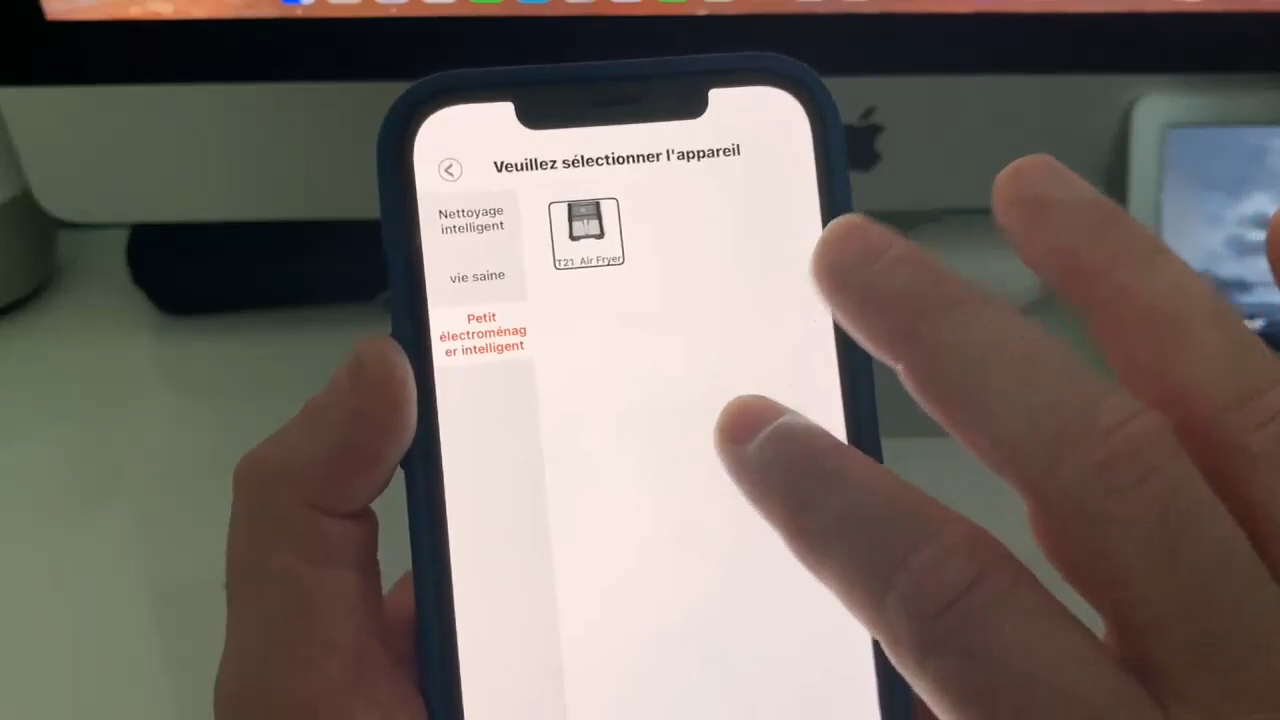 Veuillez sélectionner l'appareil
Nettoyage
intelligent
T21 Air Fryer
vie saine
Petit
électroménag
er intelligent